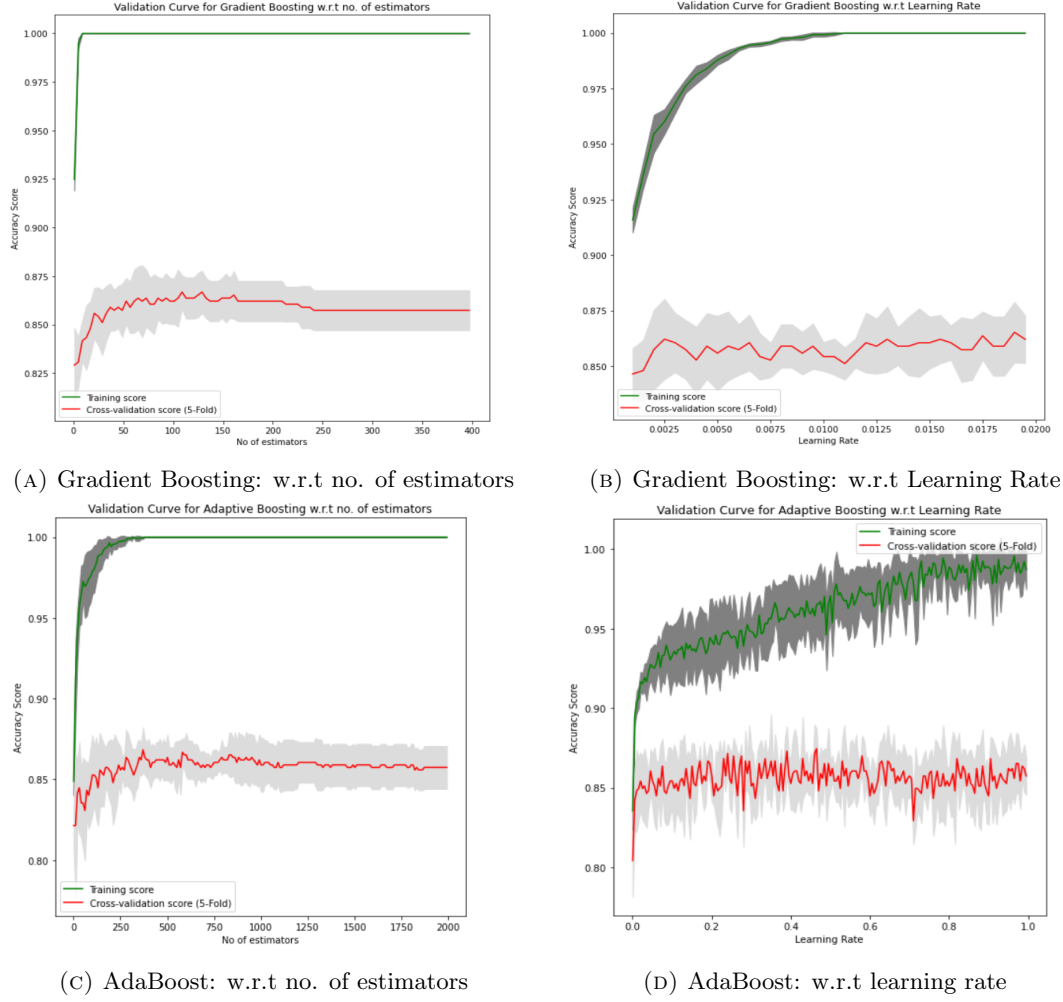 Validation Curve for Gradient Boosting w.r.t no. of estimators
1.000
0.975
0.950
0.925
0.900
0.875
0.850
0.825
Accuracy Score
Training score
Cross-validation score (5-Fold)
0 50 100 150 200 250 300 350 400
No of estimators
(A) Gradient Boosting: w.r.t no. of estimators
Validation Curve for Gradient Boosting w.r.t Learning Rate
1.000
0.975
0.950
0.925
0.900
0.875
0.850
Accuracy Score
Training score
Cross-validation score (5-Fold)
0.0025 0.0050 0.0075 0.0100 0.0125 0.0150 0.0175 0.0200
Learning Rate
(B) Gradient Boosting: w.r.t Learning Rate
Validation Curve for Adaptive Boosting w.r.t no. of estimators
1.00
0.95
0.90
0.85
0.80
Accuracy Score
Training score
Cross-validation score (5-Fold)
0 250 500 750 1000 1250 1500 1750 2000
No of estimators
(C) AdaBoost: w.r.t no. of estimators
Validation Curve for Adaptive Boosting w.r.t Learning Rate
Training score
Cross-validation score (5-Fold)
1.00
0.95
0.90
0.85
0.80
Accuracy Score
0.0 0.2 0.4 0.6 0.8 1.0
Learning Rate
(D) AdaBoost: w.r.t learning rate